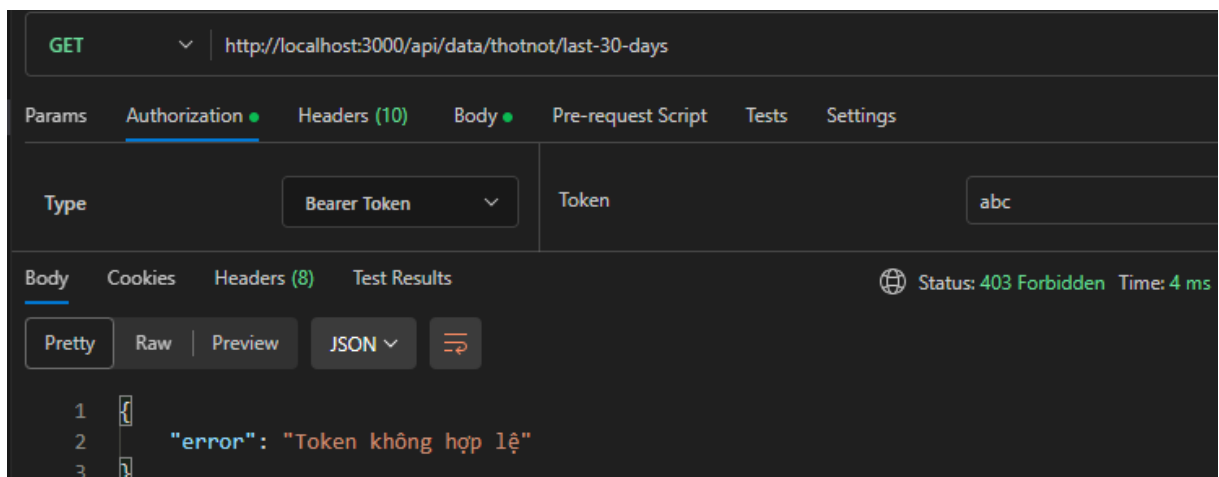 GET http://localhost:3000/api/data/thotnot/last-30-days
Params Authorization Headers (10) Body Pre-request Script Tests Settings
Type Bearer Token Token abc
Body Cookies Headers (8) Test Results Status: 403 Forbidden Time: 4 ms
Pretty Raw Preview JSON
1 {
2 "error": "Token không hợp lệ"
3 }